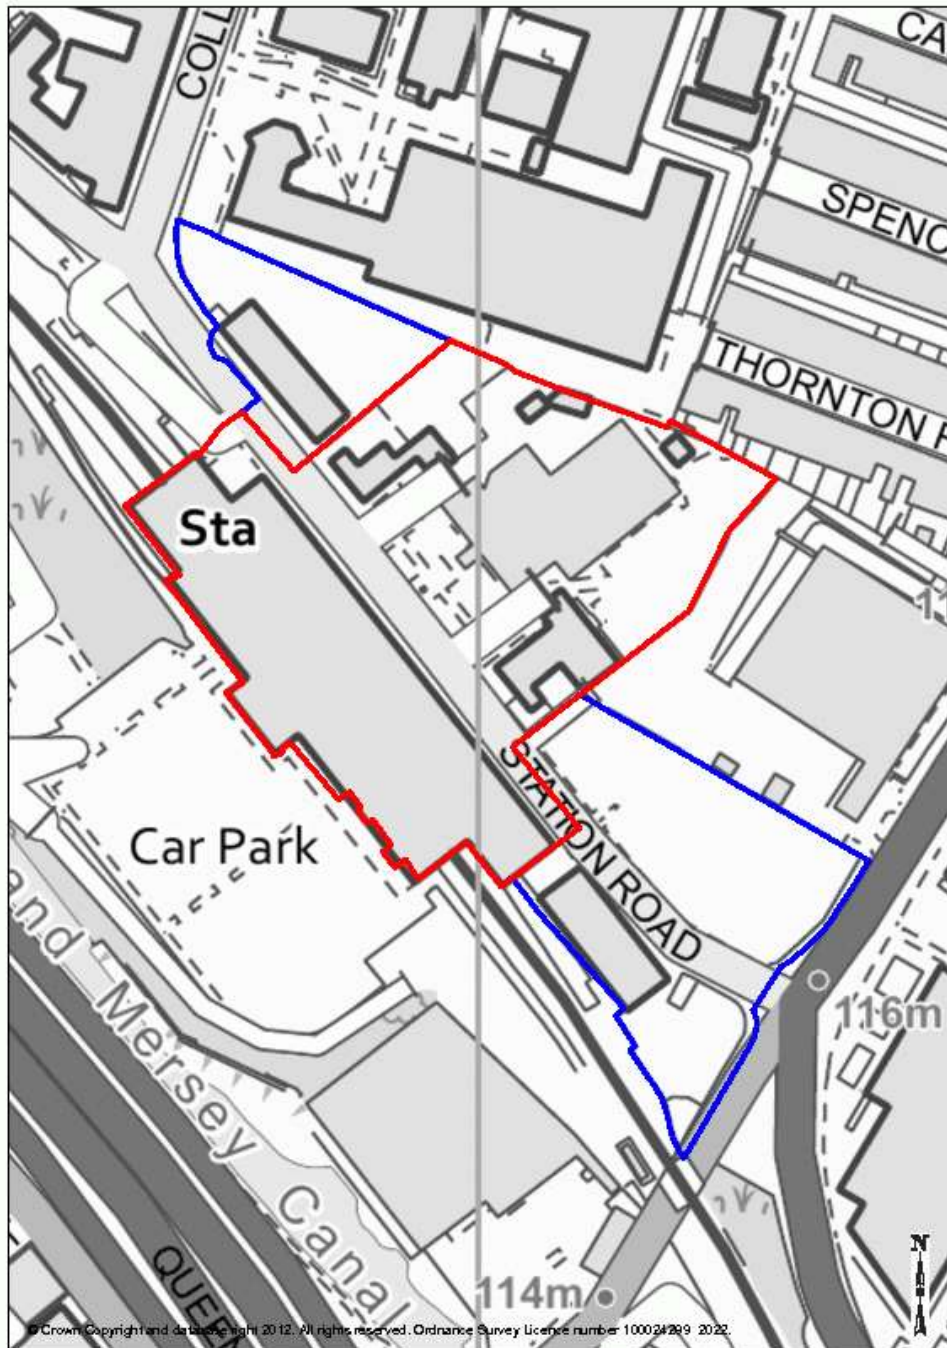 COLL
CA
SPENC
THORNTON R
Sta
11
STATION ROAD
Car Park
and Mersey Canal
116m
QUEEN
114m
N
© Crown Copyright and database right 2012. All rights reserved. Ordnance Survey Licence number 100024299 2022.